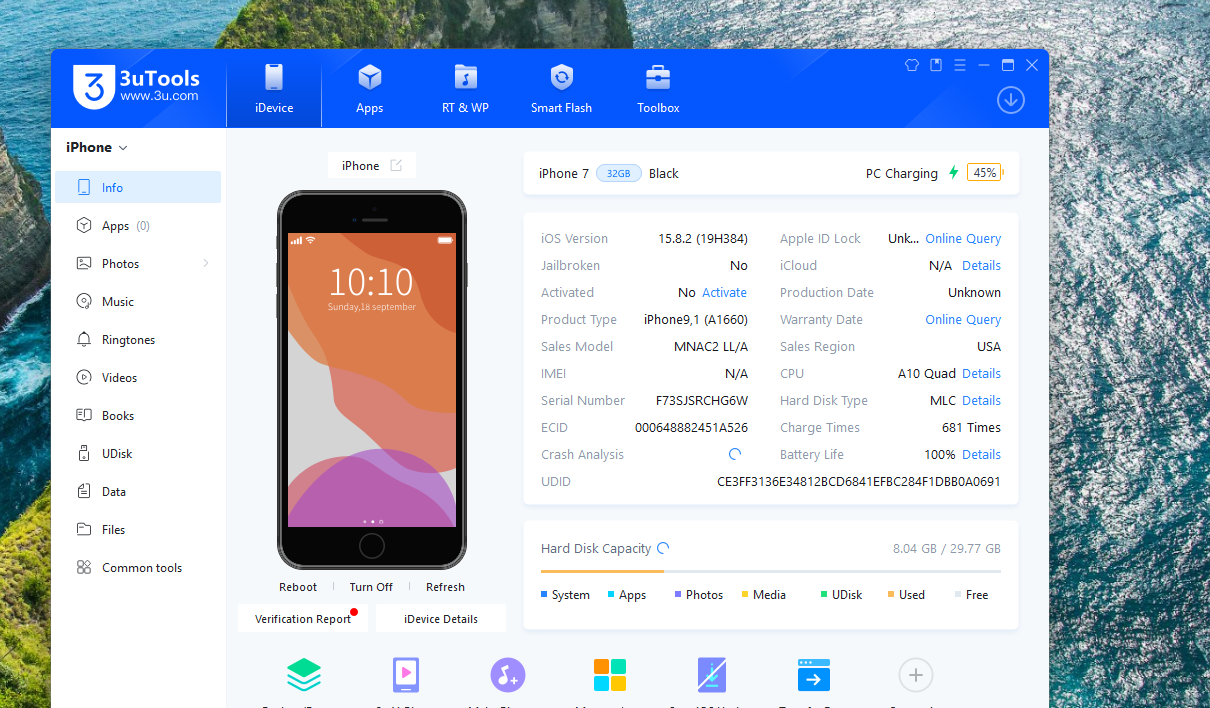 3uTools
www.3u.com
iDevice
Apps
RT & WP
Smart Flash
Toolbox
iPhone
Info
Apps (0)
Photos
Music
Ringtones
Videos
Books
UDisk
Data
Files
Common tools
iPhone
10:10
Sunday,18 september
Reboot
Turn Off
Refresh
Verification Report
iDevice Details
iPhone 7 32GB Black
PC Charging 45%
iOS Version 15.8.2 (19H384) Apple ID Lock Unk... Online Query
Jailbroken No iCloud N/A Details
Activated No Activate Production Date Unknown
Product Type iPhone9,1 (A1660) Warranty Date Online Query
Sales Model MNAC2 LL/A Sales Region USA
IMEI N/A CPU A10 Quad Details
Serial Number F73SJSRCHG6W Hard Disk Type MLC Details
ECID 000648882451A526 Charge Times 681 Times
Crash Analysis Battery Life 100% Details
UDID CE3FF3136E34812BCD6841EFBC284F1DBB0A0691
Hard Disk Capacity 8.04 GB / 29.77 GB
System Apps Photos Media UDisk Used Free